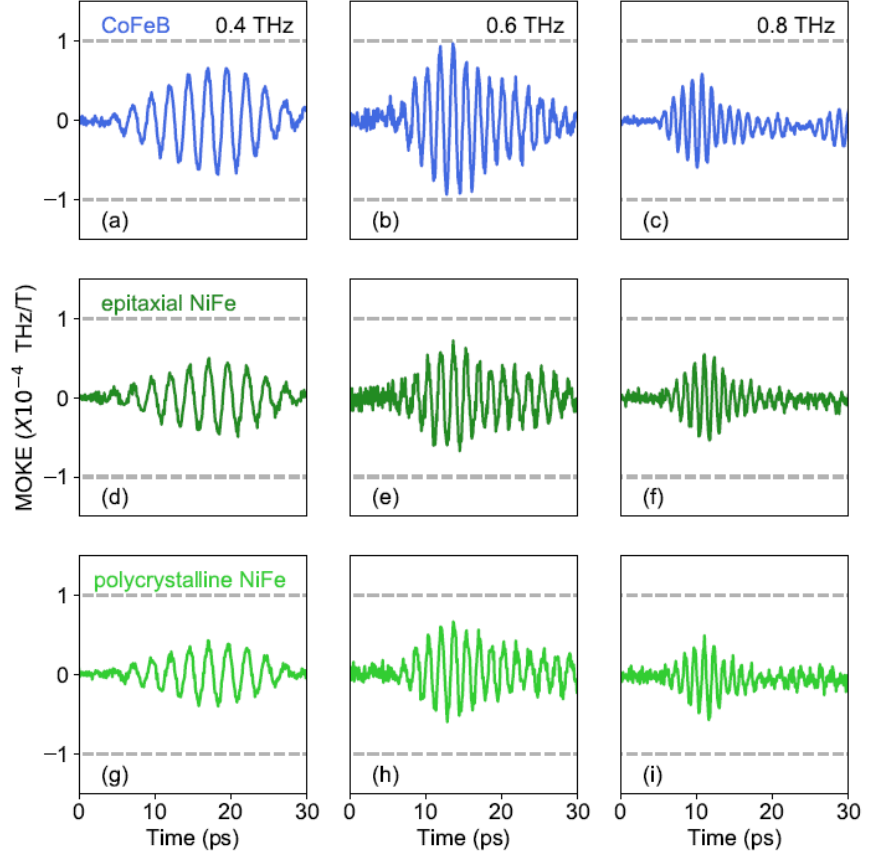 CoFeB 0.4 THz
0.6 THz
0.8 THz
1
0
−1
(a)
(b)
(c)
epitaxial NiFe
1
0
−1
(d)
(e)
(f)
MOKE (X10⁻⁴ THz/T)
polycrystalline NiFe
1
0
−1
(g)
(h)
(i)
0 10 20 30
0 10 20 30
0 10 20 30
Time (ps)
Time (ps)
Time (ps)